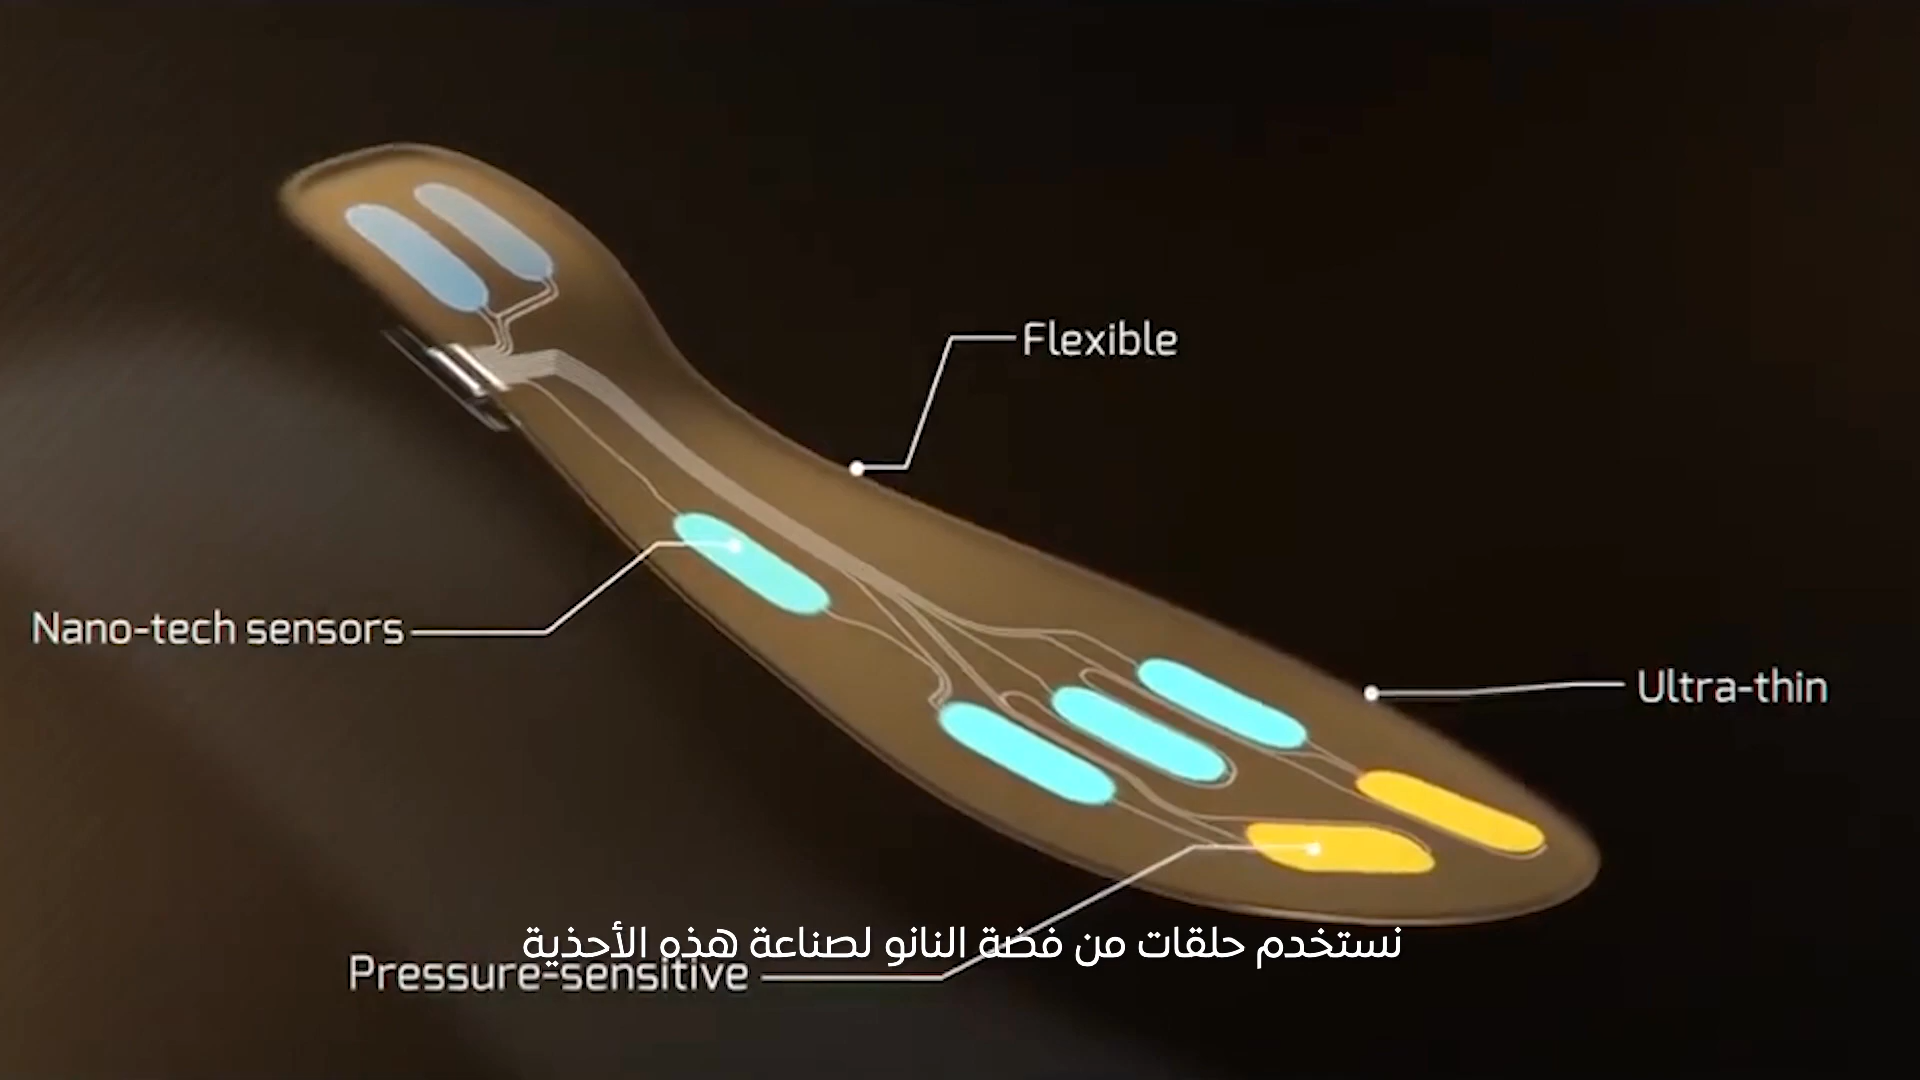 Flexible
Nano-tech sensors
Ultra-thin
نستخدم حلقات من فضة النانو لصناعة هذه الأحذية
Pressure-sensitive